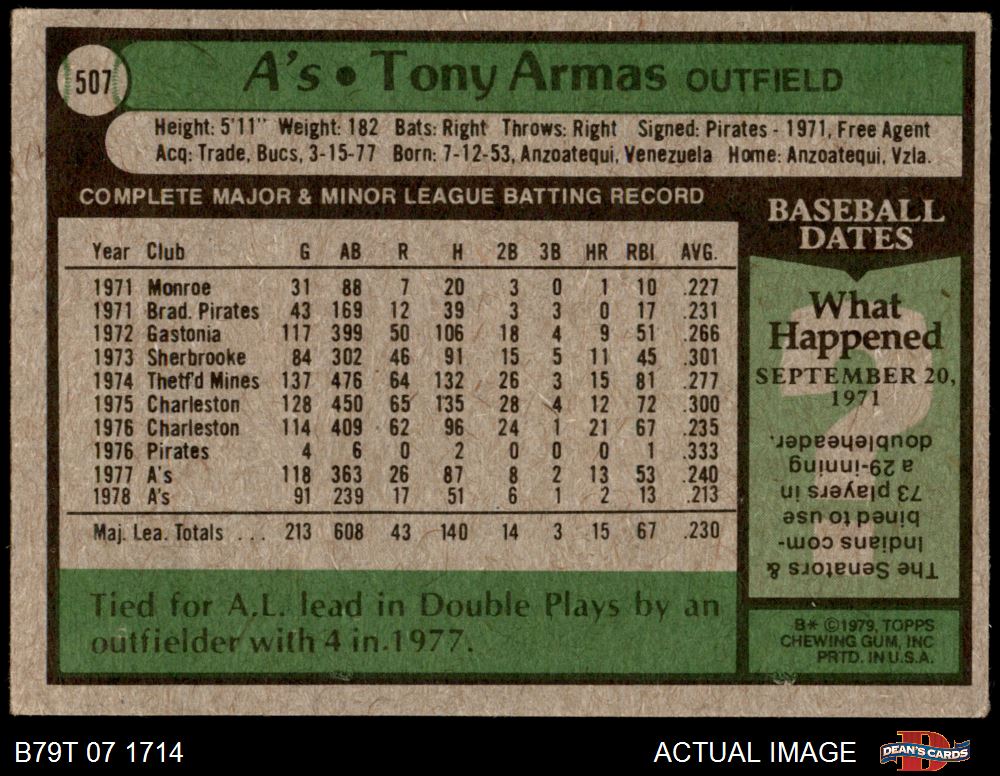 507
A's • Tony Armas OUTFIELD
Height: 5'11" Weight: 182 Bats: Right Throws: Right Signed: Pirates - 1971, Free Agent
Acq: Trade, Bucs, 3-15-77 Born: 7-12-53, Anzoatequi, Venezuela Home: Anzoatequi, Vzla.
COMPLETE MAJOR & MINOR LEAGUE BATTING RECORD
Year Club G AB R H 2B 3B HR RBI AVG.
1971 Monroe 31 88 7 20 3 0 1 10 .227
1971 Brad. Pirates 43 169 12 39 3 3 0 17 .231
1972 Gastonia 117 399 50 106 18 4 9 51 .266
1973 Sherbrooke 84 302 46 91 15 5 11 45 .301
1974 Thetf'd Mines 137 476 64 132 26 3 15 81 .277
1975 Charleston 128 450 65 135 28 4 12 72 .300
1976 Charleston 114 409 62 96 24 1 21 67 .235
1976 Pirates 4 6 0 2 0 0 0 1 .333
1977 A's 118 363 26 87 8 2 13 53 .240
1978 A's 91 239 17 51 6 1 2 13 .213
Maj. Lea. Totals ... 213 608 43 140 14 3 15 67 .230
Tied for A.L. lead in Double Plays by an
outfielder with 4 in 1977.
BASEBALL
DATES
What
Happened
SEPTEMBER 20,
1971
The Senators &
Indians com-
bined to use
73 players in
a 29-inning
doubleheader.
B* ©1979, TOPPS
CHEWING GUM, INC
PRTD. IN U.S.A.
B79T 07 1714
ACTUAL IMAGE
D
DEAN'S CARDS